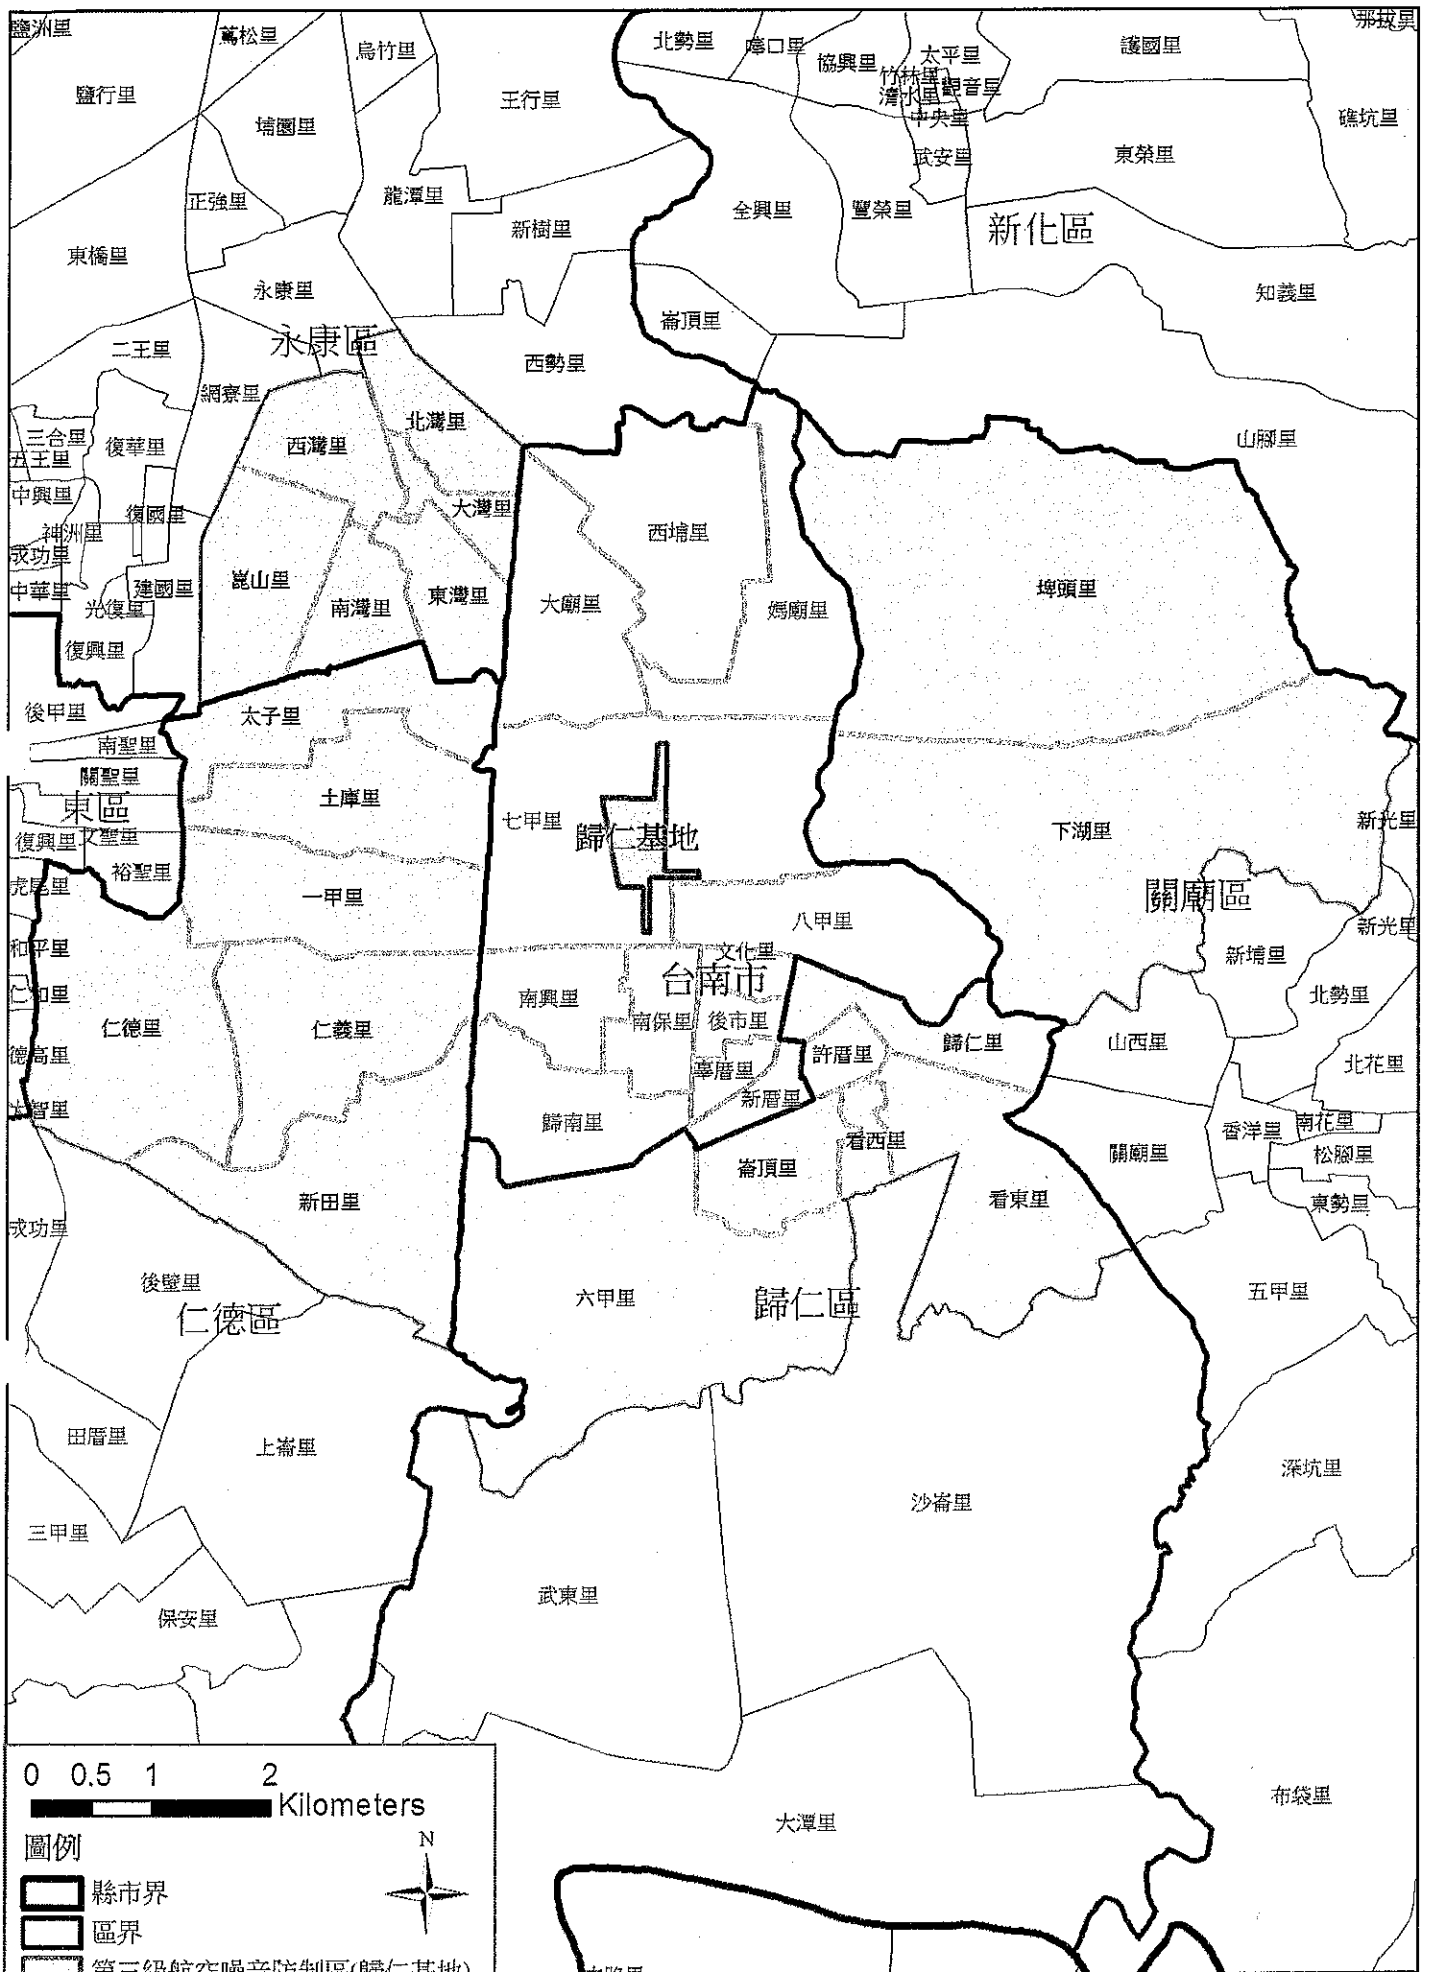 鹽洲里
蔦松里
烏竹里
北勢里
協興里
太平里
護國里
那拔里
鹽行里
埔園里
王行里
竹林里
觀音里
清水里
中央里
礁坑里
武安里
東榮里
正強里
龍潭里
新樹里
全興里
豐榮里
新化區
東橋里
永康里
知義里
崙頂里
永康區
二王里
西勢里
網寮里
北灣里
西灣里
三合里
復華里
山腳里
五王里
中興里
大灣里
復國里
神洲里
西埔里
成功里
崑山里
中華里
建國里
東灣里
大廟里
埤頭里
光復里
南灣里
媽廟里
復興里
後甲里
太子里
南聖里
關聖里
土庫里
東區
七甲里
歸仁基地
下湖里
新光里
復興里
文聖里
裕聖里
虎尾里
一甲里
關廟區
八甲里
新光里
和平里
文化里
新埔里
台南市
仁和里
南興里
北勢里
仁德里
仁義里
南保里
後市里
歸仁里
山西里
德高里
許厝里
北花里
辜厝里
新厝里
歸南里
香洋里
南花里
看西里
關廟里
松腳里
崙頂里
新田里
看東里
東勢里
成功里
後壁里
六甲里
歸仁區
五甲里
仁德區
田厝里
上崙里
深坑里
沙崙里
三甲里
武東里
保安里
0 0.5 1 2
Kilometers
布袋里
大潭里
圖例
N
縣市界
區界
第三級航空噪音防制區(歸仁基地)